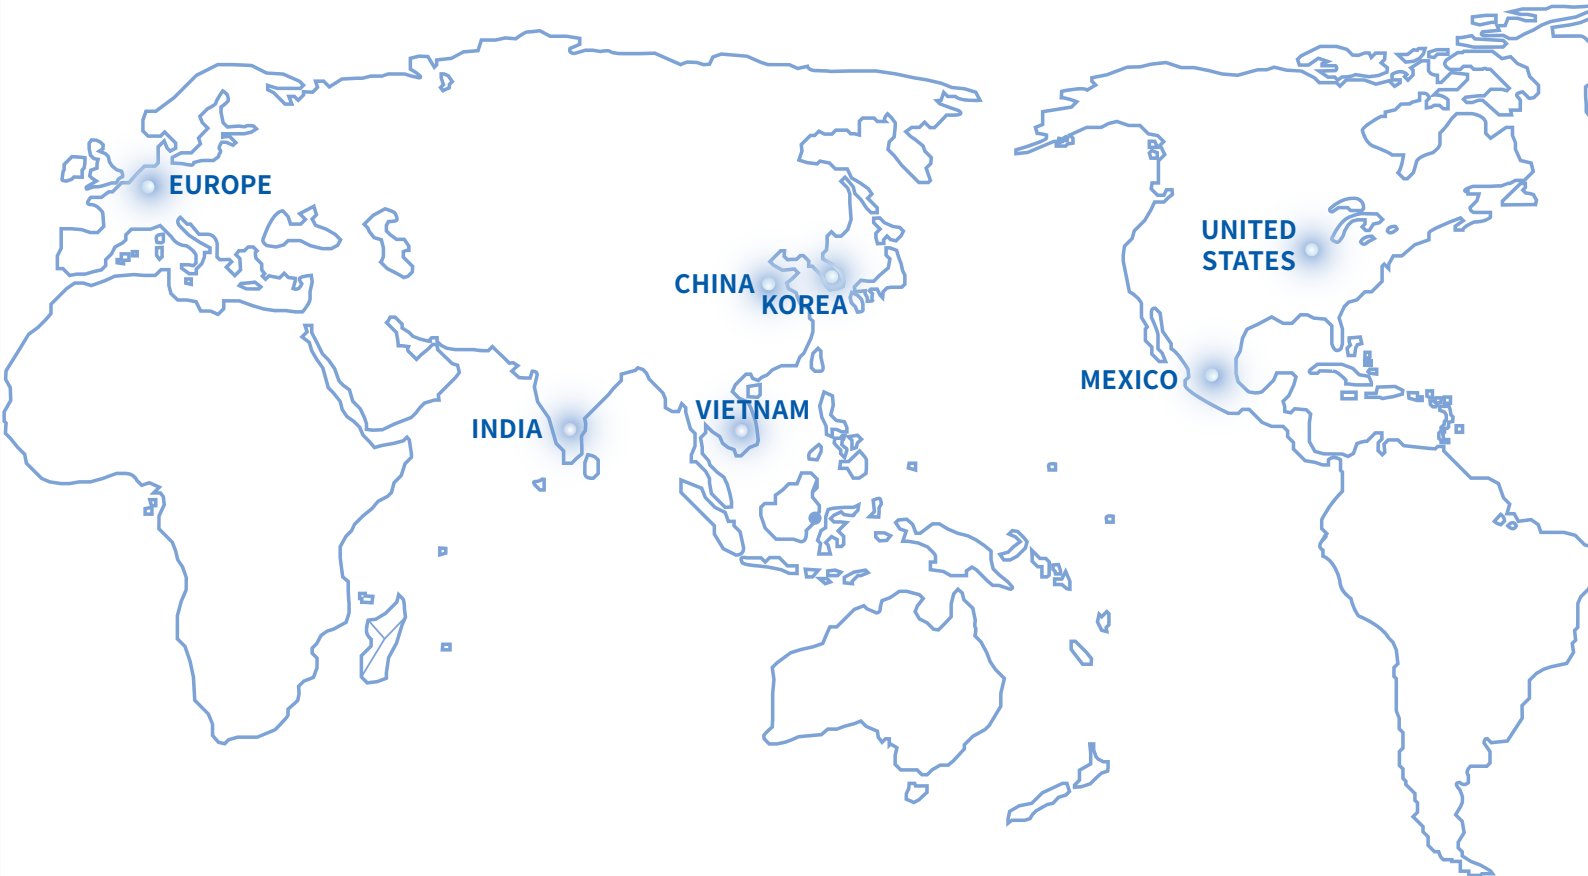 EUROPE
UNITED
STATES
CHINA
KOREA
MEXICO
VIETNAM
INDIA